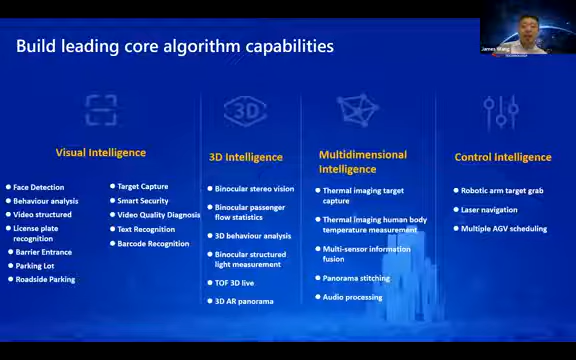 Build leading core algorithm capabilities
James Wang
3D
Visual Intelligence
Face Detection
Behaviour analysis
Video structured
License plate
recognition
Barrier Entrance
Parking Lot
Roadside Parking
Target Capture
Smart Security
Video Quality Diagnosis
Text Recognition
Barcode Recognition
3D Intelligence
Binocular stereo vision
Binocular passenger
flow statistics
3D behaviour analysis
Binocular structured
light measurement
TOF 3D live
3D AR panorama
Multidimensional
Intelligence
Thermal imaging target
capture
Thermal imaging human body
temperature measurement
Multi-sensor information
fusion
Panorama stitching
Audio processing
Control Intelligence
Robotic arm target grab
Laser navigation
Multiple AGV scheduling